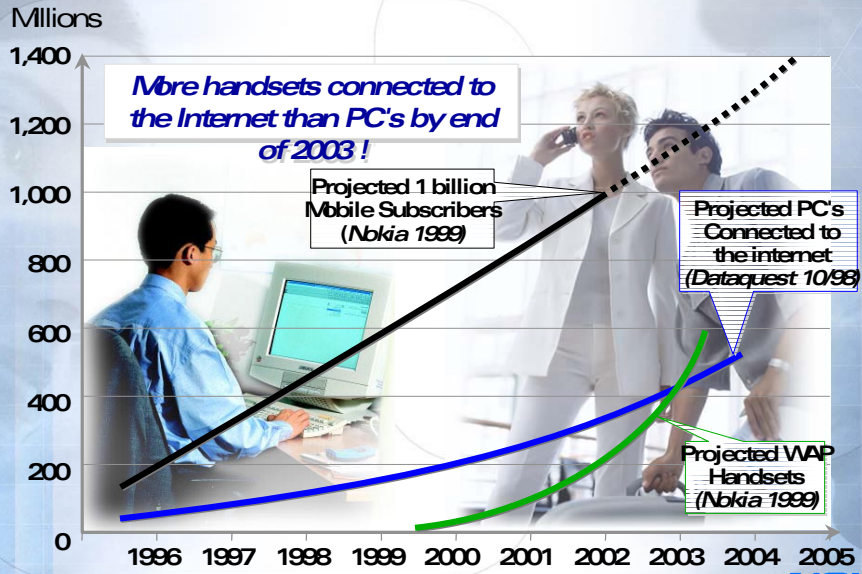 Millions
1,400
1,200
1,000
800
600
400
200
0
More handsets connected to
the Internet than PC's by end
of 2003 !
Projected 1 billion
Mobile Subscribers
(Nokia 1999)
Projected PC's
Connected to
the internet
(Dataquest 10/98)
Projected WAP
Handsets
(Nokia 1999)
1996 1997 1998 1999 2000 2001 2002 2003 2004 2005